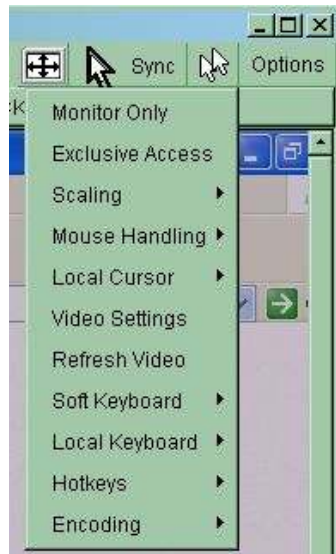 Sync Options
K
Monitor Only
Exclusive Access
Scaling
Mouse Handling
Local Cursor
Video Settings
Refresh Video
Soft Keyboard
Local Keyboard
Hotkeys
Encoding